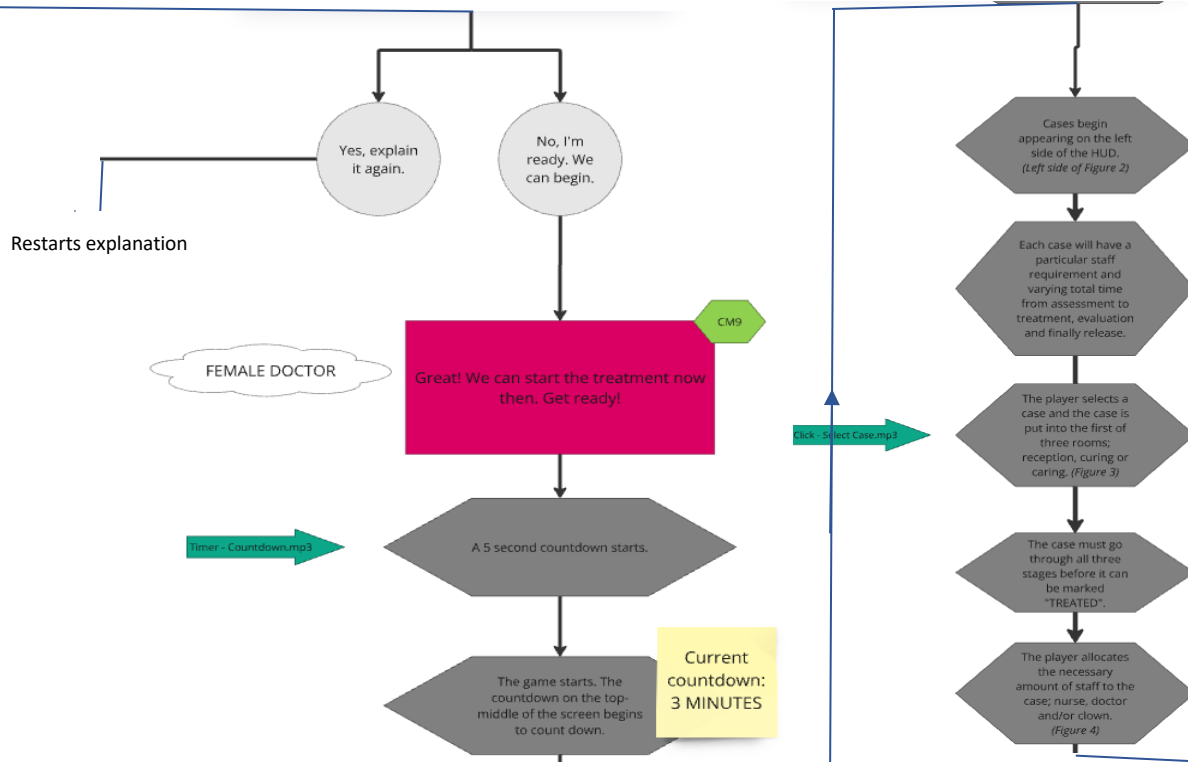 Yes, explain
it again.
No, I'm
ready. We
can begin.
Restarts explanation
CM9
FEMALE DOCTOR
Great! We can start the treatment now
then. Get ready!
Timer - Countdown.mp3
A 5 second countdown starts.
The game starts. The
countdown on the top-
middle of the screen begins
to count down.
Current
countdown:
3 MINUTES
Cases begin
appearing on the left
side of the HUD.
(Left side of Figure 2)
Each case will have a
particular staff
requirement and
varying total time
from assessment to
treatment, evaluation
and finally release.
Click - Select Case.mp3
The player selects a
case and the case is
put into the first of
three rooms;
reception, curing or
caring. (Figure 3)
The case must go
through all three
stages before it can
be marked
"TREATED".
The player allocates
the necessary
amount of staff to the
case; nurse, doctor
and/or clown.
(Figure 4)